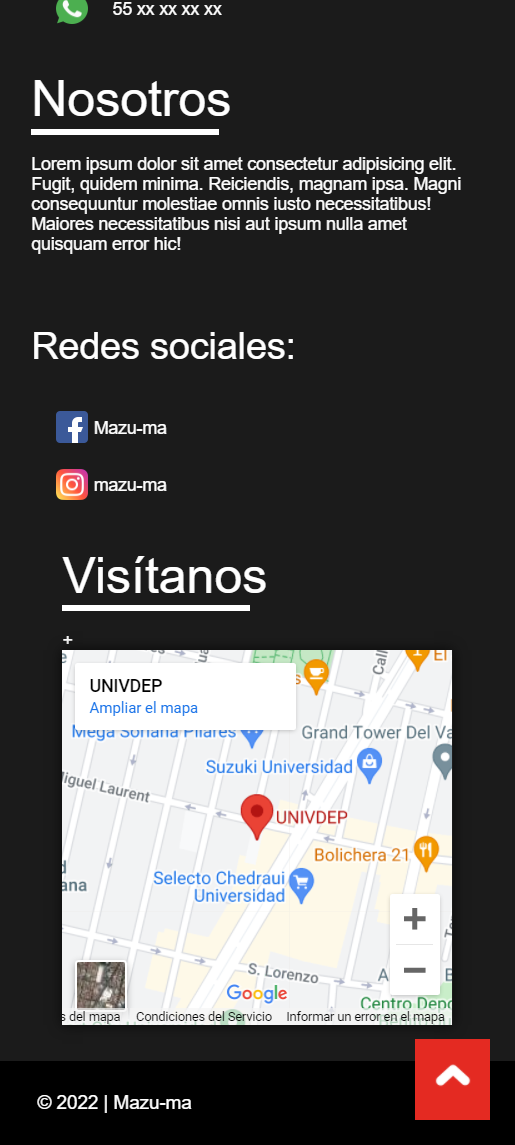 55 xx xx xx xx
Nosotros
Lorem ipsum dolor sit amet consectetur adipisicing elit.
Fugit, quidem minima. Reiciendis, magnam ipsa. Magni
consequuntur molestiae omnis iusto necessitatibus!
Maiores necessitatibus nisi aut ipsum nulla amet
quisquam error hic!
Redes sociales:
Mazu-ma
mazu-ma
Visítanos
+
El
UNIVDEP
Ampliar el mapa
Mega Soriana Pilares
Grand Tower Del Va
Suzuki Universidad
iguel Laurent
UNIVDEP
Bolichera 21
Selecto Chedraui
Universidad
ana
S. Lorenzo
Google
Centro Depo
s del mapa
Condiciones del Servicio
Informar un error en el mapa
© 2022 | Mazu-ma